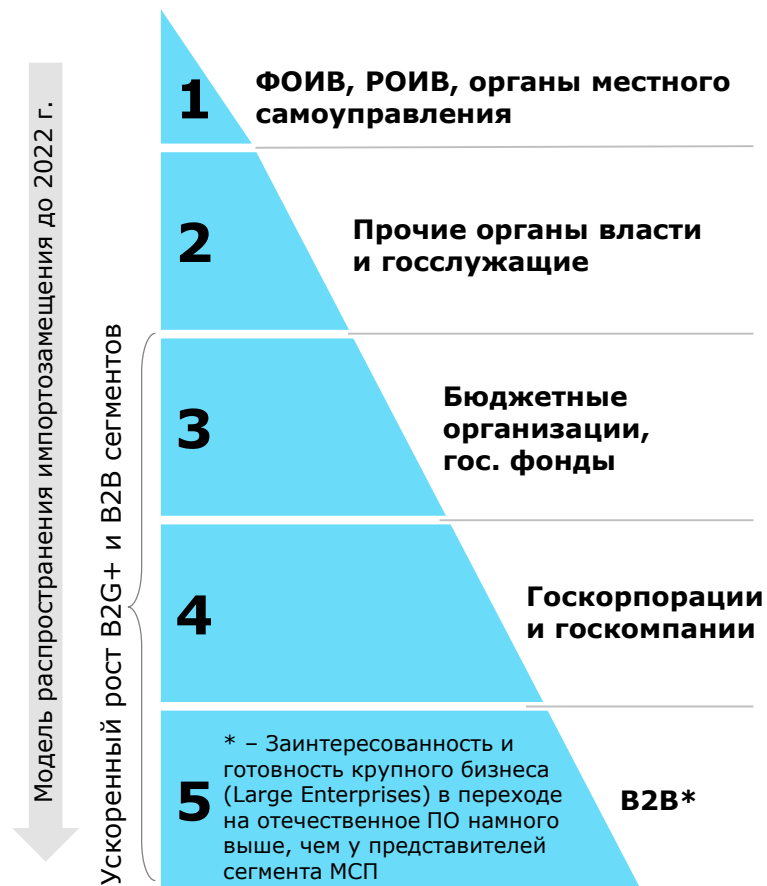 Модель распространения импортозамещения до 2022 г.
Ускоренный рост B2G+ и B2B сегментов
1
ФОИВ, РОИВ, органы местного
самоуправления
2
Прочие органы власти
и госслужащие
3
Бюджетные
организации,
гос. фонды
4
Госкорпорации
и госкомпании
5
* – Заинтересованность и
готовность крупного бизнеса
(Large Enterprises) в переходе
на отечественное ПО намного
выше, чем у представителей
сегмента МСП
B2B*